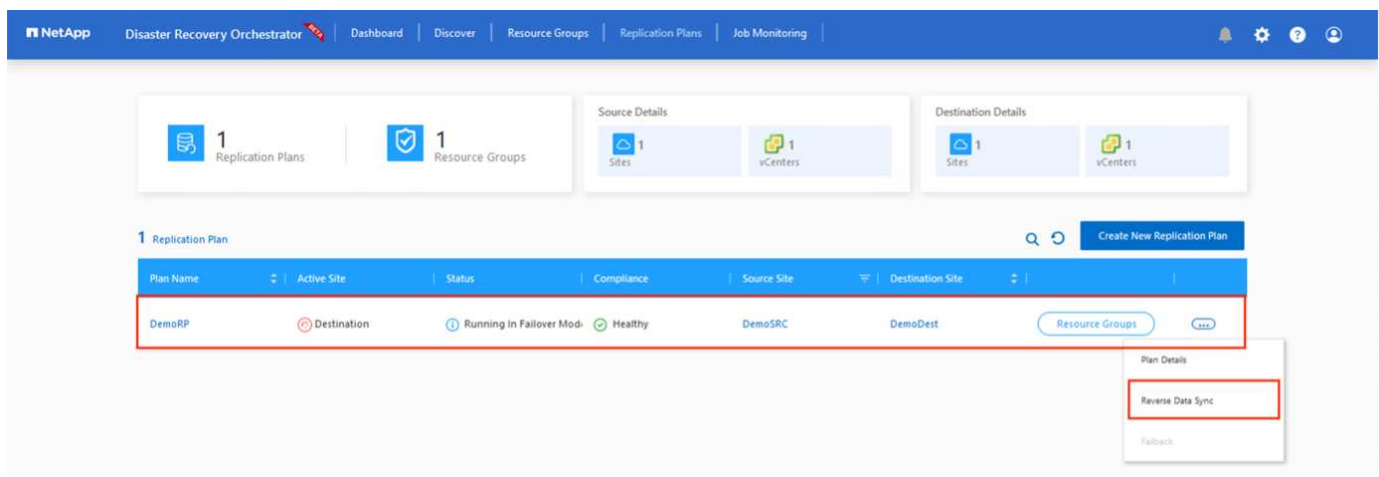 NetApp Disaster Recovery Orchestrator BETA Dashboard Discover Resource Groups Replication Plans Job Monitoring
Source Details Destination Details
1 Replication Plans 1 Resource Groups 1 Sites 1 vCenters 1 Sites 1 vCenters
1 Replication Plan Create New Replication Plan
Plan Name Active Site Status Compliance Source Site Destination Site
DemoRP Destination Running In Failover Mod Healthy DemoSRC DemoDest Resource Groups
Plan Details
Reverse Data Sync
Failback